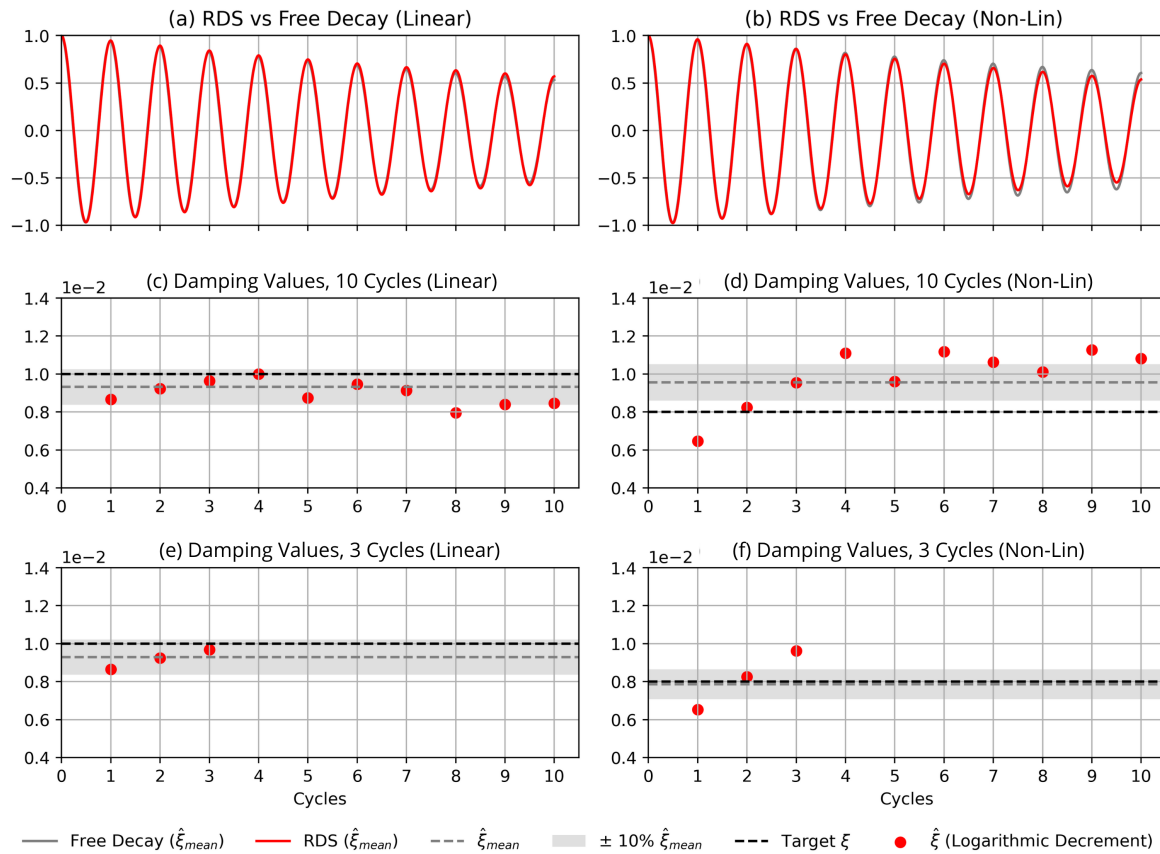 (a) RDS vs Free Decay (Linear)
1.0
0.5
0.0
−0.5
−1.0
(b) RDS vs Free Decay (Non-Lin)
1.0
0.5
0.0
−0.5
−1.0
(c) Damping Values, 10 Cycles (Linear)
1e−2
1.4
1.2
1.0
0.8
0.6
0.4
0 1 2 3 4 5 6 7 8 9 10
(d) Damping Values, 10 Cycles (Non-Lin)
1e−2
1.4
1.2
1.0
0.8
0.6
0.4
0 1 2 3 4 5 6 7 8 9 10
(e) Damping Values, 3 Cycles (Linear)
1e−2
1.4
1.2
1.0
0.8
0.6
0.4
0 1 2 3 4 5 6 7 8 9 10
Cycles
(f) Damping Values, 3 Cycles (Non-Lin)
1e−2
1.4
1.2
1.0
0.8
0.6
0.4
0 1 2 3 4 5 6 7 8 9 10
Cycles
Free Decay (ξ̂mean) RDS (ξ̂mean) ξ̂mean ± 10% ξ̂mean Target ξ ξ̂ (Logarithmic Decrement)